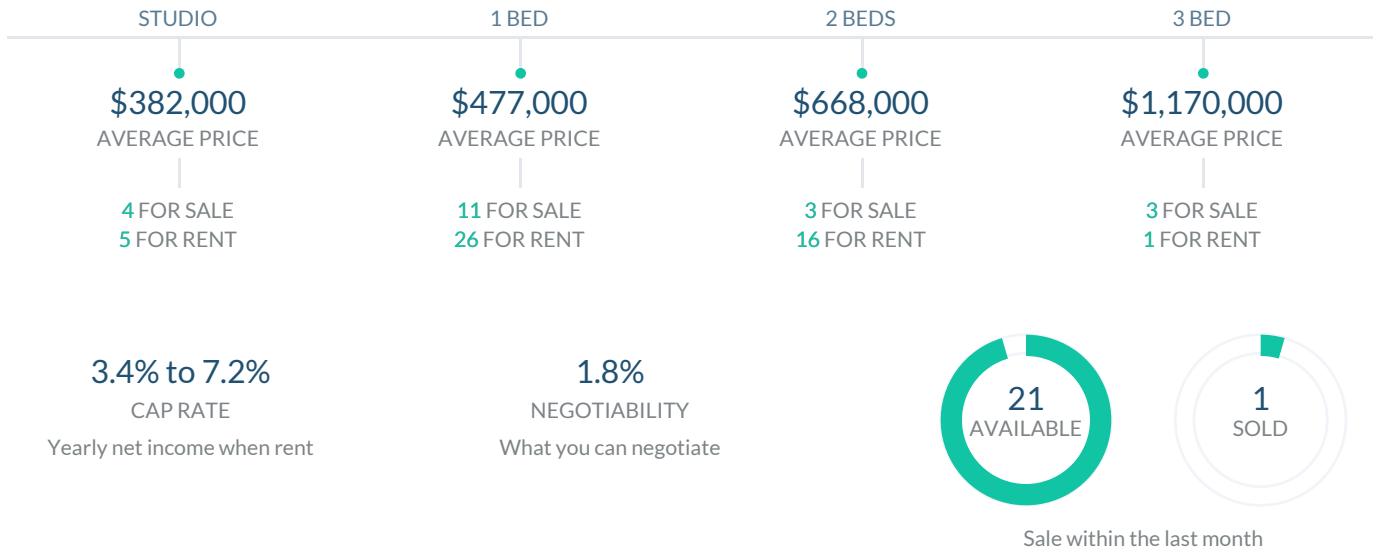 STUDIO
1 BED
2 BEDS
3 BED
$382,000
AVERAGE PRICE
4 FOR SALE
5 FOR RENT
$477,000
AVERAGE PRICE
11 FOR SALE
26 FOR RENT
$668,000
AVERAGE PRICE
3 FOR SALE
16 FOR RENT
$1,170,000
AVERAGE PRICE
3 FOR SALE
1 FOR RENT
3.4% to 7.2%
CAP RATE
Yearly net income when rent
1.8%
NEGOTIABILITY
What you can negotiate
21
AVAILABLE
1
SOLD
Sale within the last month